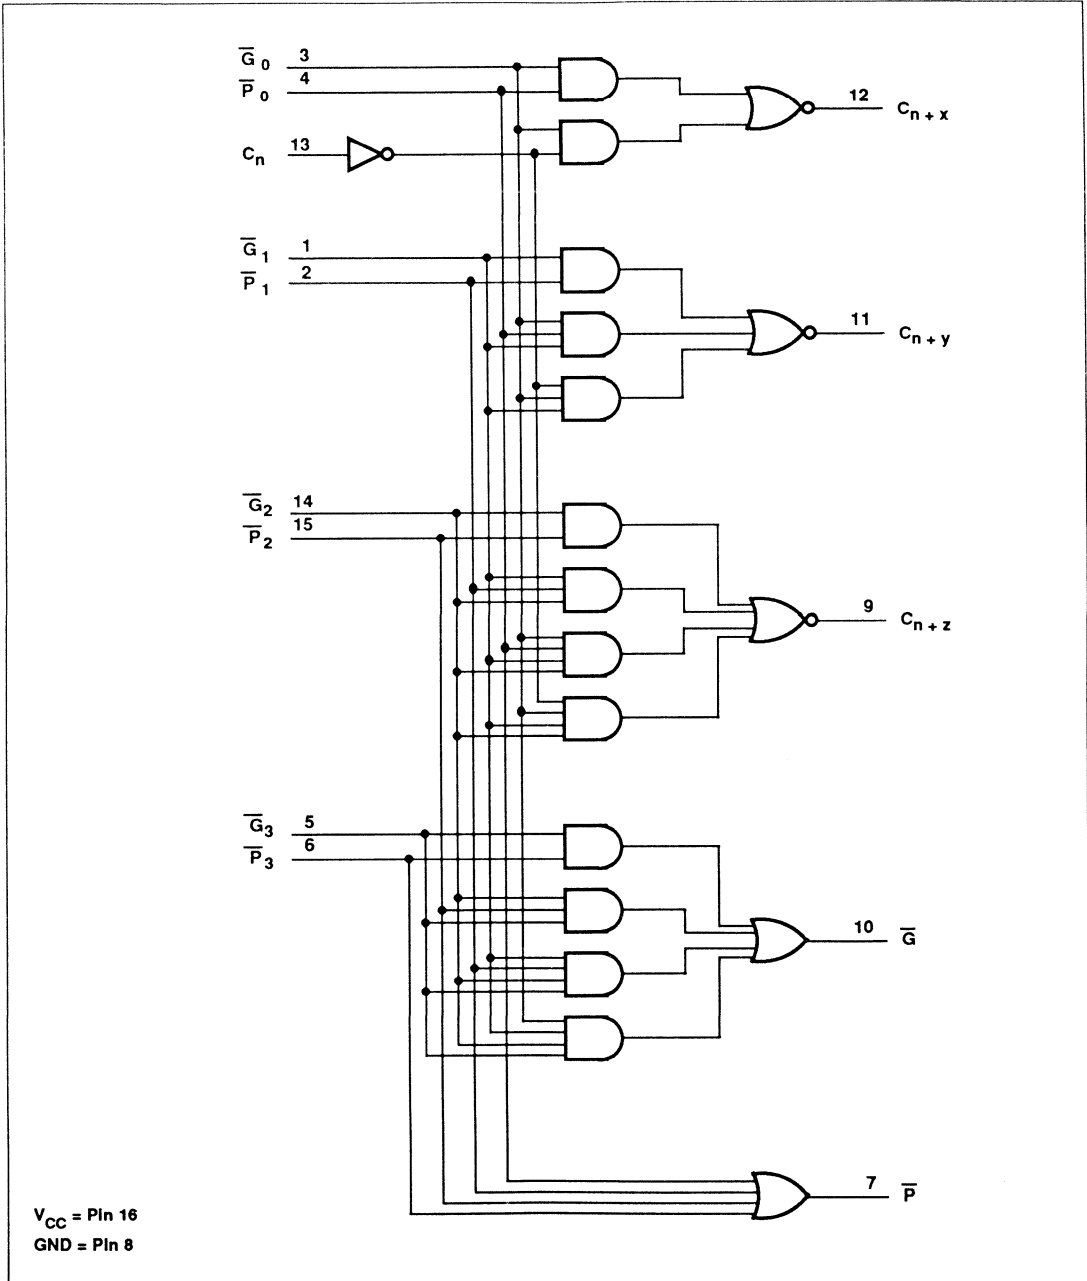 G̅0 3
P̅0 4
Cn 13
12 Cn + x
G̅1 1
P̅1 2
11 Cn + y
G̅2 14
P̅2 15
9 Cn + z
G̅3 5
P̅3 6
10 G̅
7 P̅
VCC = Pin 16
GND = Pin 8